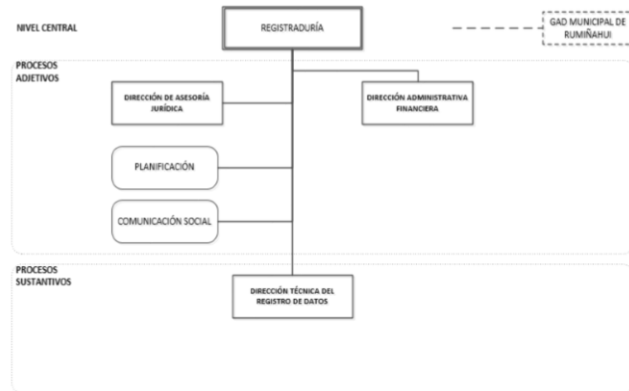 NIVEL CENTRAL
REGISTRADURÍA
GAD MUNICIPAL DE
RUMIÑAHUI
PROCESOS
ADJETIVOS
DIRECCIÓN DE ASESORÍA
JURÍDICA
DIRECCIÓN ADMINISTRATIVA
FINANCIERA
PLANIFICACIÓN
COMUNICACIÓN SOCIAL
PROCESOS
SUSTANTIVOS
DIRECCIÓN TÉCNICA DEL
REGISTRO DE DATOS